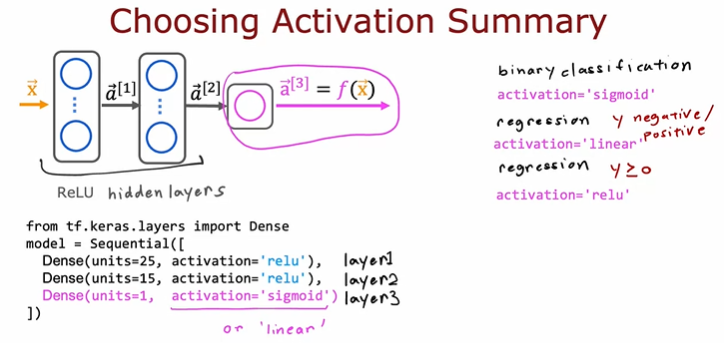 Choosing Activation Summary
x⃗
a⃗[1]
a⃗[2]
a⃗[3] = f(x⃗)
ReLU hidden layers
binary classification
activation='sigmoid'
regression y negative/
positive
activation='linear'
regression y≥0
activation='relu'
from tf.keras.layers import Dense
model = Sequential([
Dense(units=25, activation='relu'), layer1
Dense(units=15, activation='relu'), layer2
Dense(units=1, activation='sigmoid') layer3
])
or 'linear'